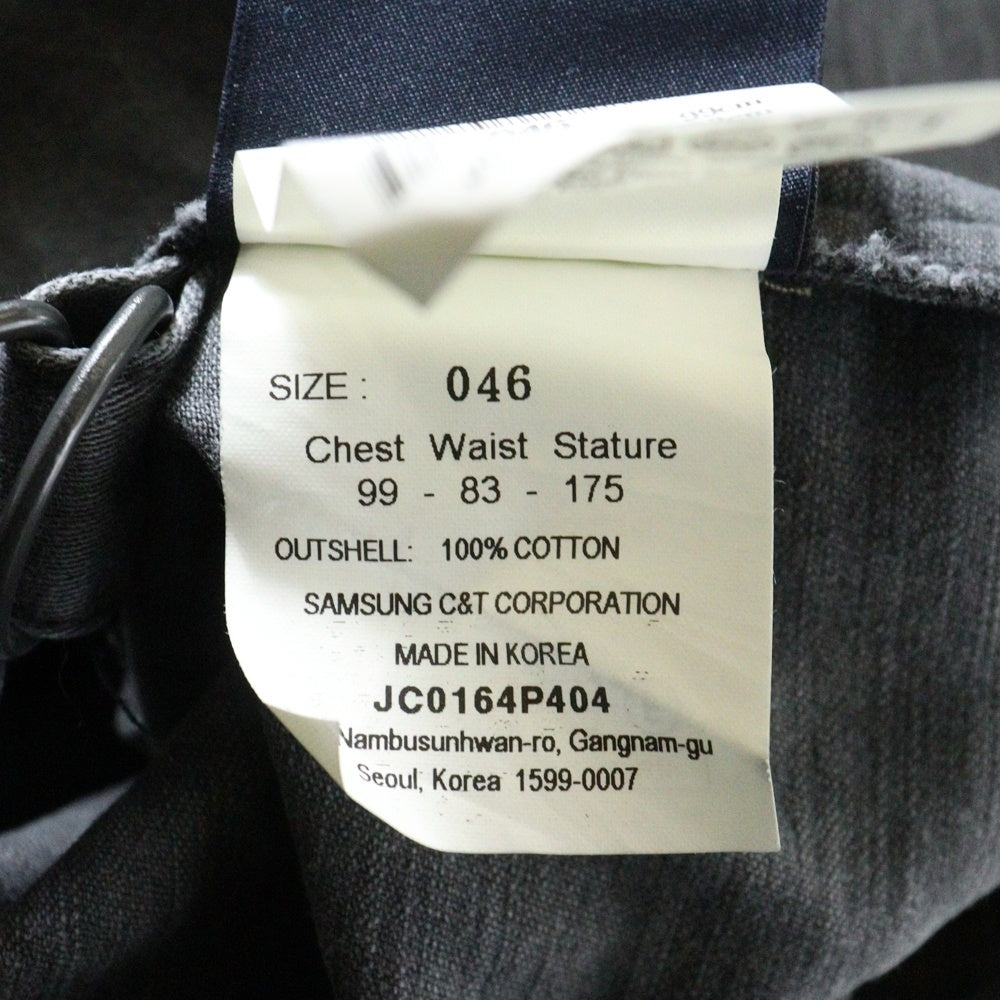 SIZE : 046
Chest Waist Stature
99 - 83 - 175
OUTSHELL: 100% COTTON
SAMSUNG C&T CORPORATION
MADE IN KOREA
JC0164P404
Nambusunhwan-ro, Gangnam-gu
Seoul, Korea 1599-0007